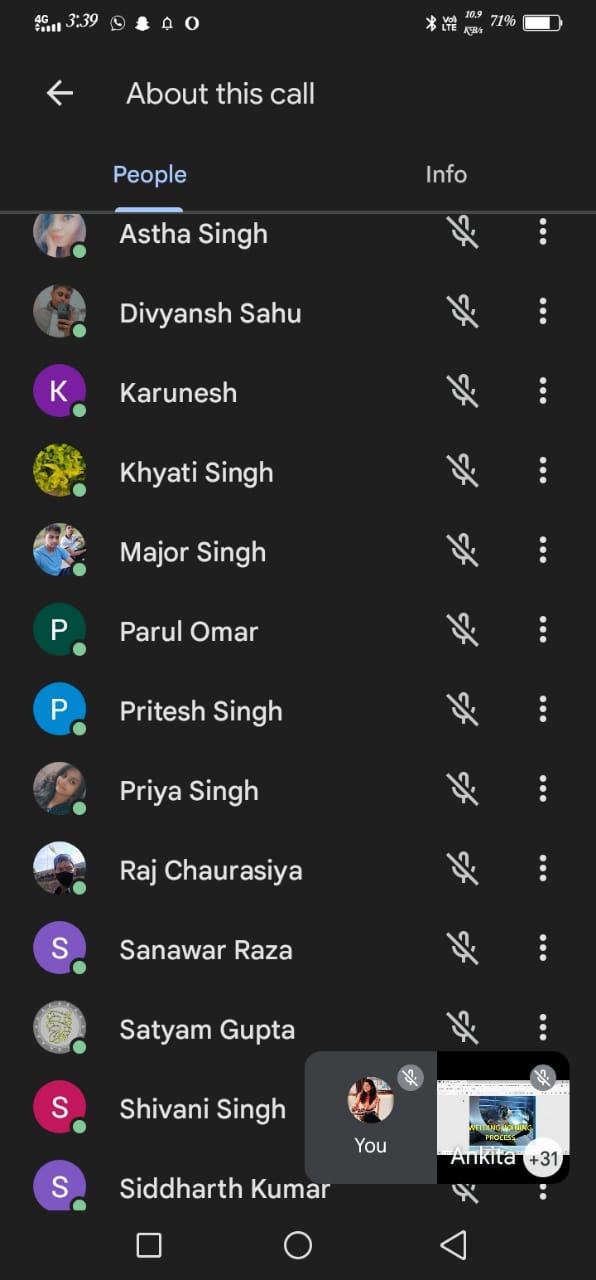 4G 3:39 10.9 KB/s VoI) LTE 71%
About this call
People Info
Astha Singh
Divyansh Sahu
K Karunesh
Khyati Singh
Major Singh
P Parul Omar
P Pritesh Singh
Priya Singh
Raj Chaurasiya
S Sanawar Raza
Satyam Gupta
S Shivani Singh
WELDING/JOINING
PROCESS
You Ankita +31
S Siddharth Kumar